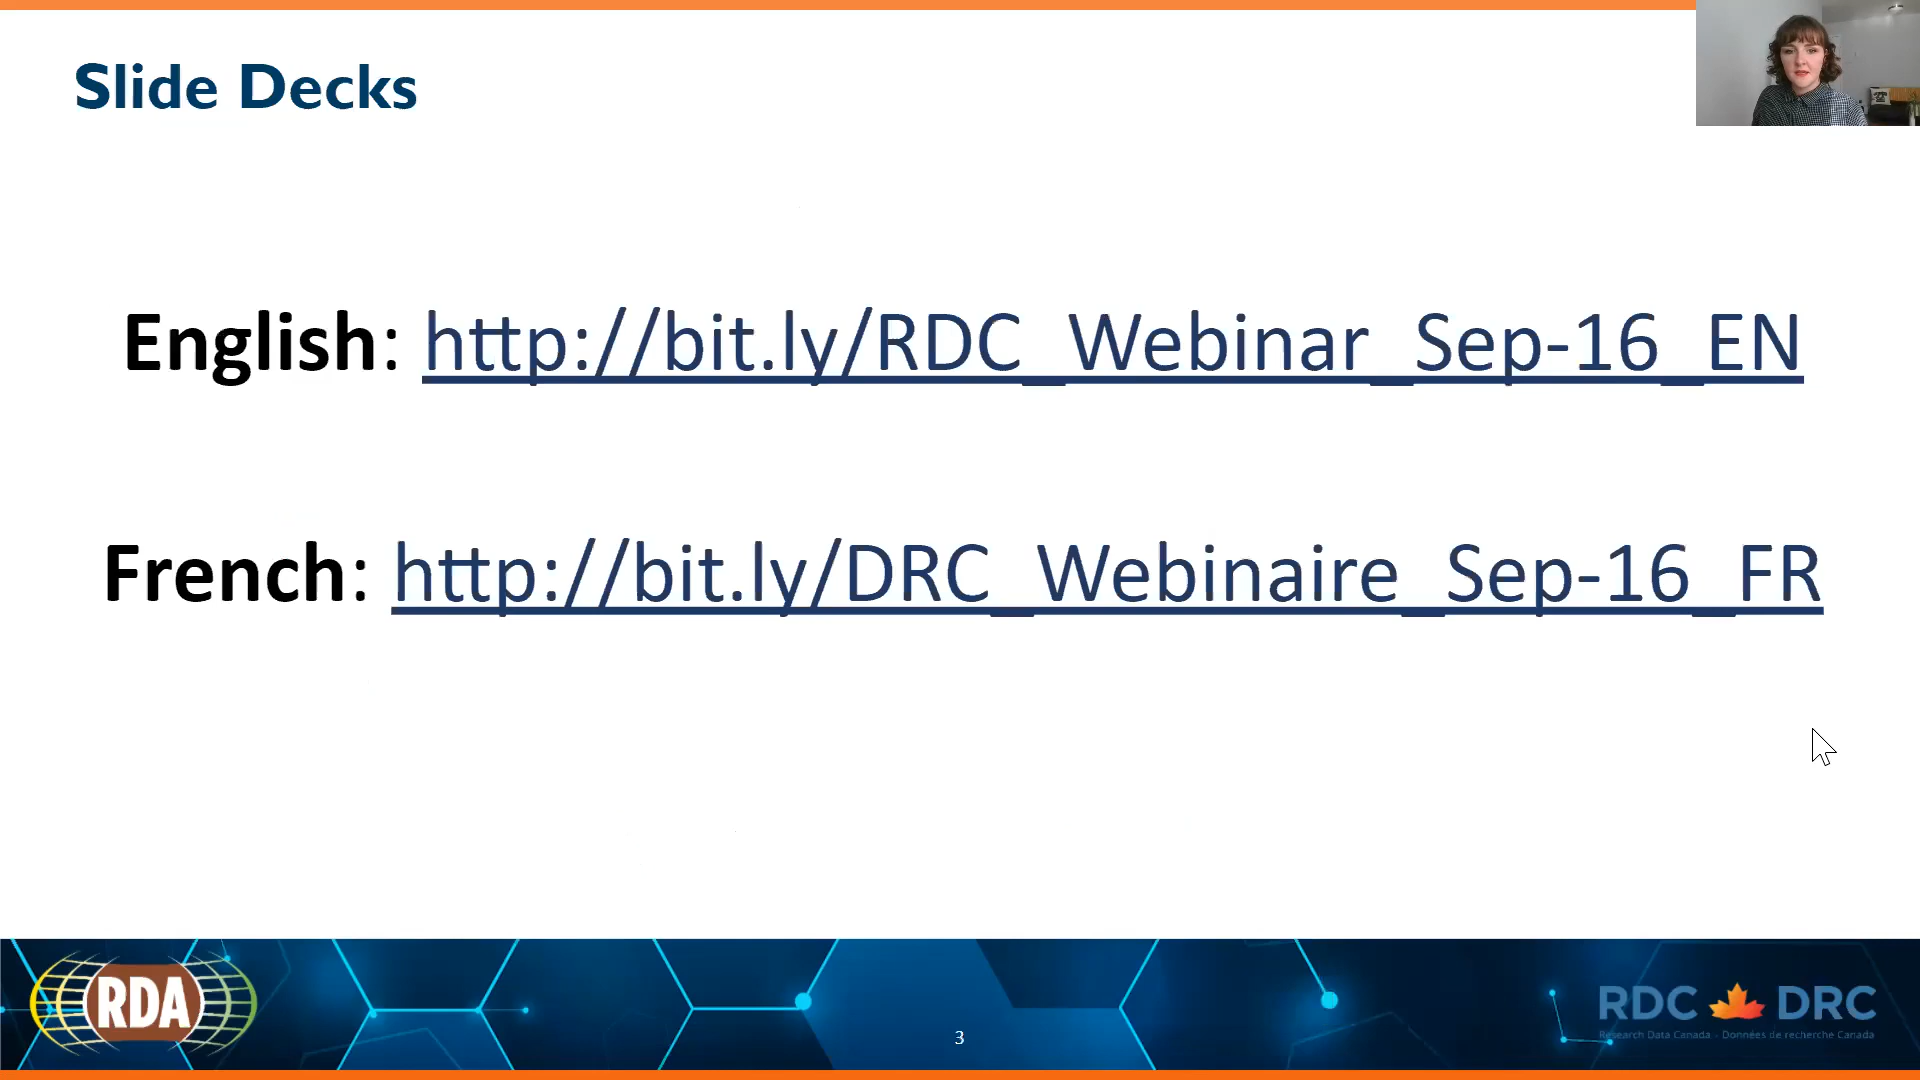 Slide Decks
English: http://bit.ly/RDC_Webinar_Sep-16_EN
French: http://bit.ly/DRC_Webinaire_Sep-16_FR
RDA
3
RDC DRC
Research Data Canada - Données de recherche Canada